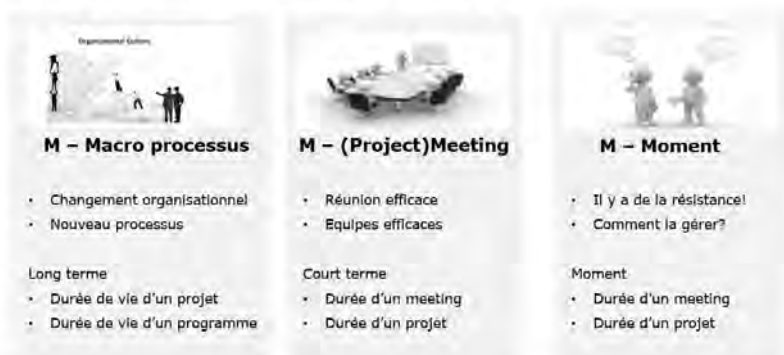 Organizational Culture
M – Macro processus
• Changement organisationnel
• Nouveau processus
Long terme
• Durée de vie d'un projet
• Durée de vie d'un programme
M – (Project)Meeting
• Réunion efficace
• Equipes efficaces
Court terme
• Durée d'un meeting
• Durée d'un projet
M – Moment
• Il y a de la résistance!
• Comment la gérer?
Moment
• Durée d'un meeting
• Durée d'un projet